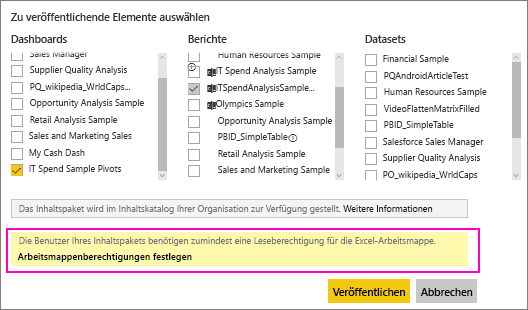 Zu veröffentlichende Elemente auswählen
Dashboards
Sales Manager
Supplier Quality Analysis
PQ_wikipedia_WrldCaps...
Opportunity Analysis Sample
Retail Analysis Sample
Sales and Marketing Sales
My Cash Dash
IT Spend Sample Pivots
Berichte
Human Resources Sample
IT Spend Analysis Sample
ITSpendAnalysisSample...
Olympics Sample
Opportunity Analysis Sample
PBID_SimpleTable
Retail Analysis Sample
Sales and Marketing Sample
Datasets
Financial Sample
PQAndroidArticleTest
Human Resources Sample
VideoFlattenMatrixFilled
PBID_SimpleTable
Salesforce Sales Manager
Supplier Quality Analysis
PO_wikipedia_WrldCaps
Das Inhaltspaket wird im Inhaltskatalog Ihrer Organisation zur Verfügung gestellt. Weitere Informationen
Die Benutzer Ihres Inhaltspakets benötigen zumindest eine Leseberechtigung für die Excel-Arbeitsmappe.
Arbeitsmappenberechtigungen festlegen
Veröffentlichen
Abbrechen